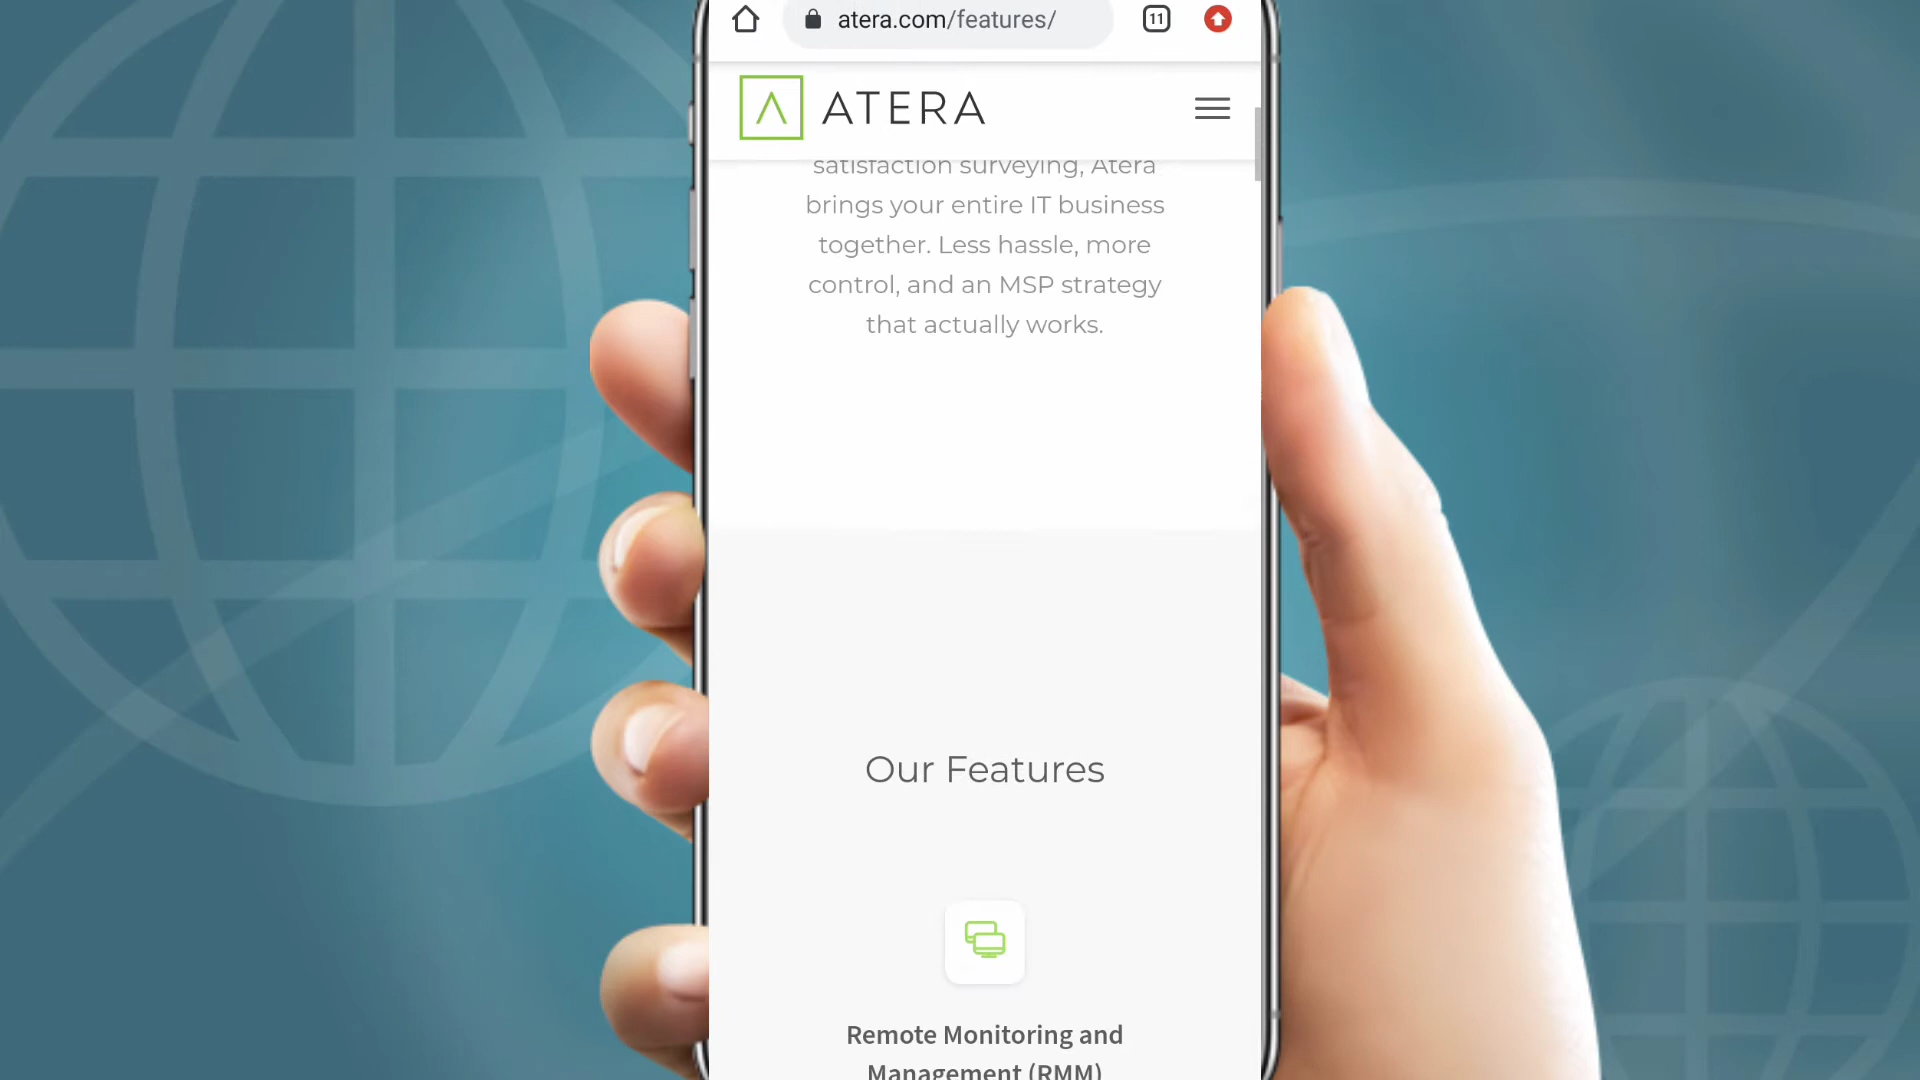 atera.com/features/
11
ATERA
satisfaction surveying, Atera
brings your entire IT business
together. Less hassle, more
control, and an MSP strategy
that actually works.
Our Features
Remote Monitoring and
Management (RMM)